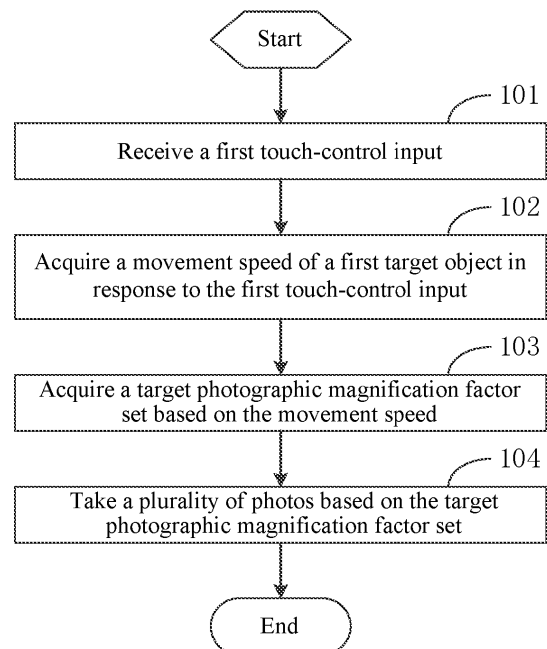 Start
101
Receive a first touch-control input
102
Acquire a movement speed of a first target object in
response to the first touch-control input
103
Acquire a target photographic magnification factor
set based on the movement speed
104
Take a plurality of photos based on the target
photographic magnification factor set
End